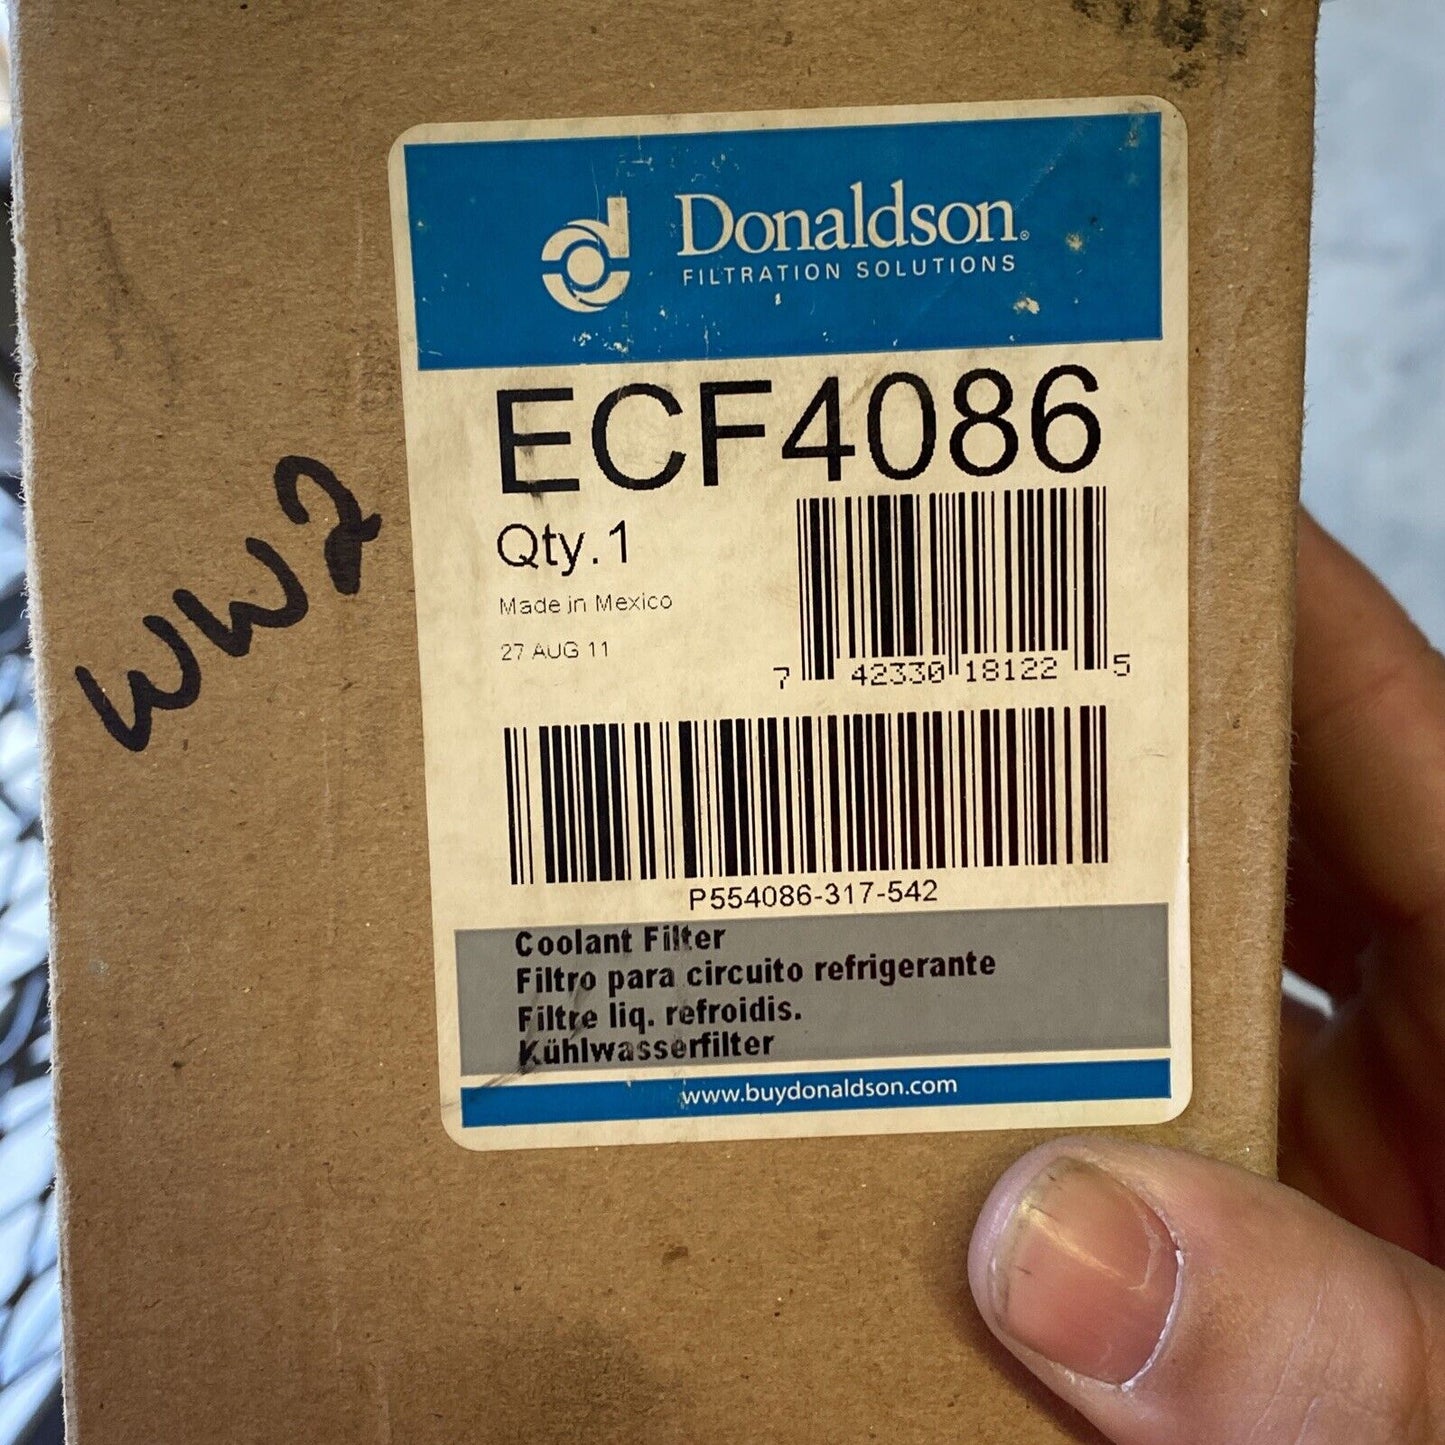 Donaldson®
FILTRATION SOLUTIONS
ECF4086
Qty.1
Made in Mexico
27 AUG 11
7 42330 18122 5
P554086-317-542
Coolant Filter
Filtro para circuito refrigerante
Filtre liq. refroidis.
Kühlwasserfilter
www.buydonaldson.com
WW2